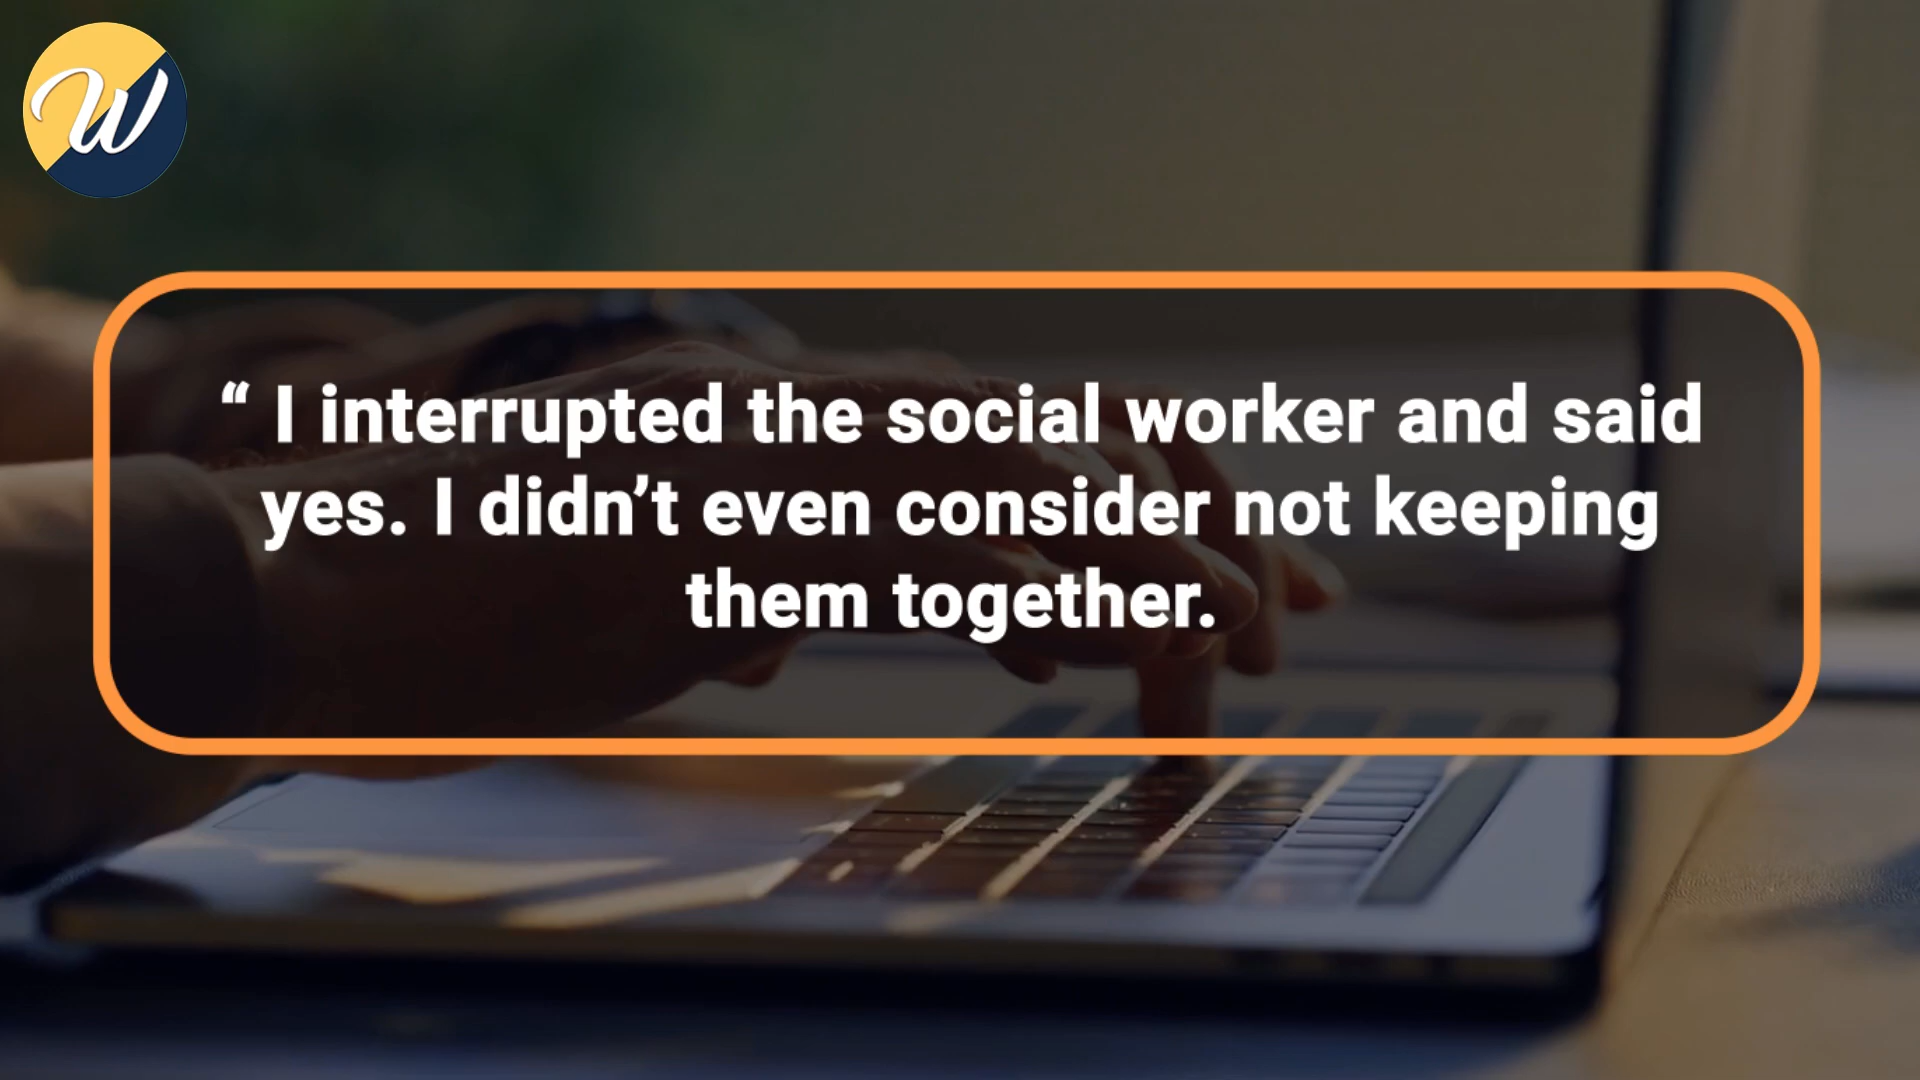 W
“ I interrupted the social worker and said
yes. I didn’t even consider not keeping
them together.